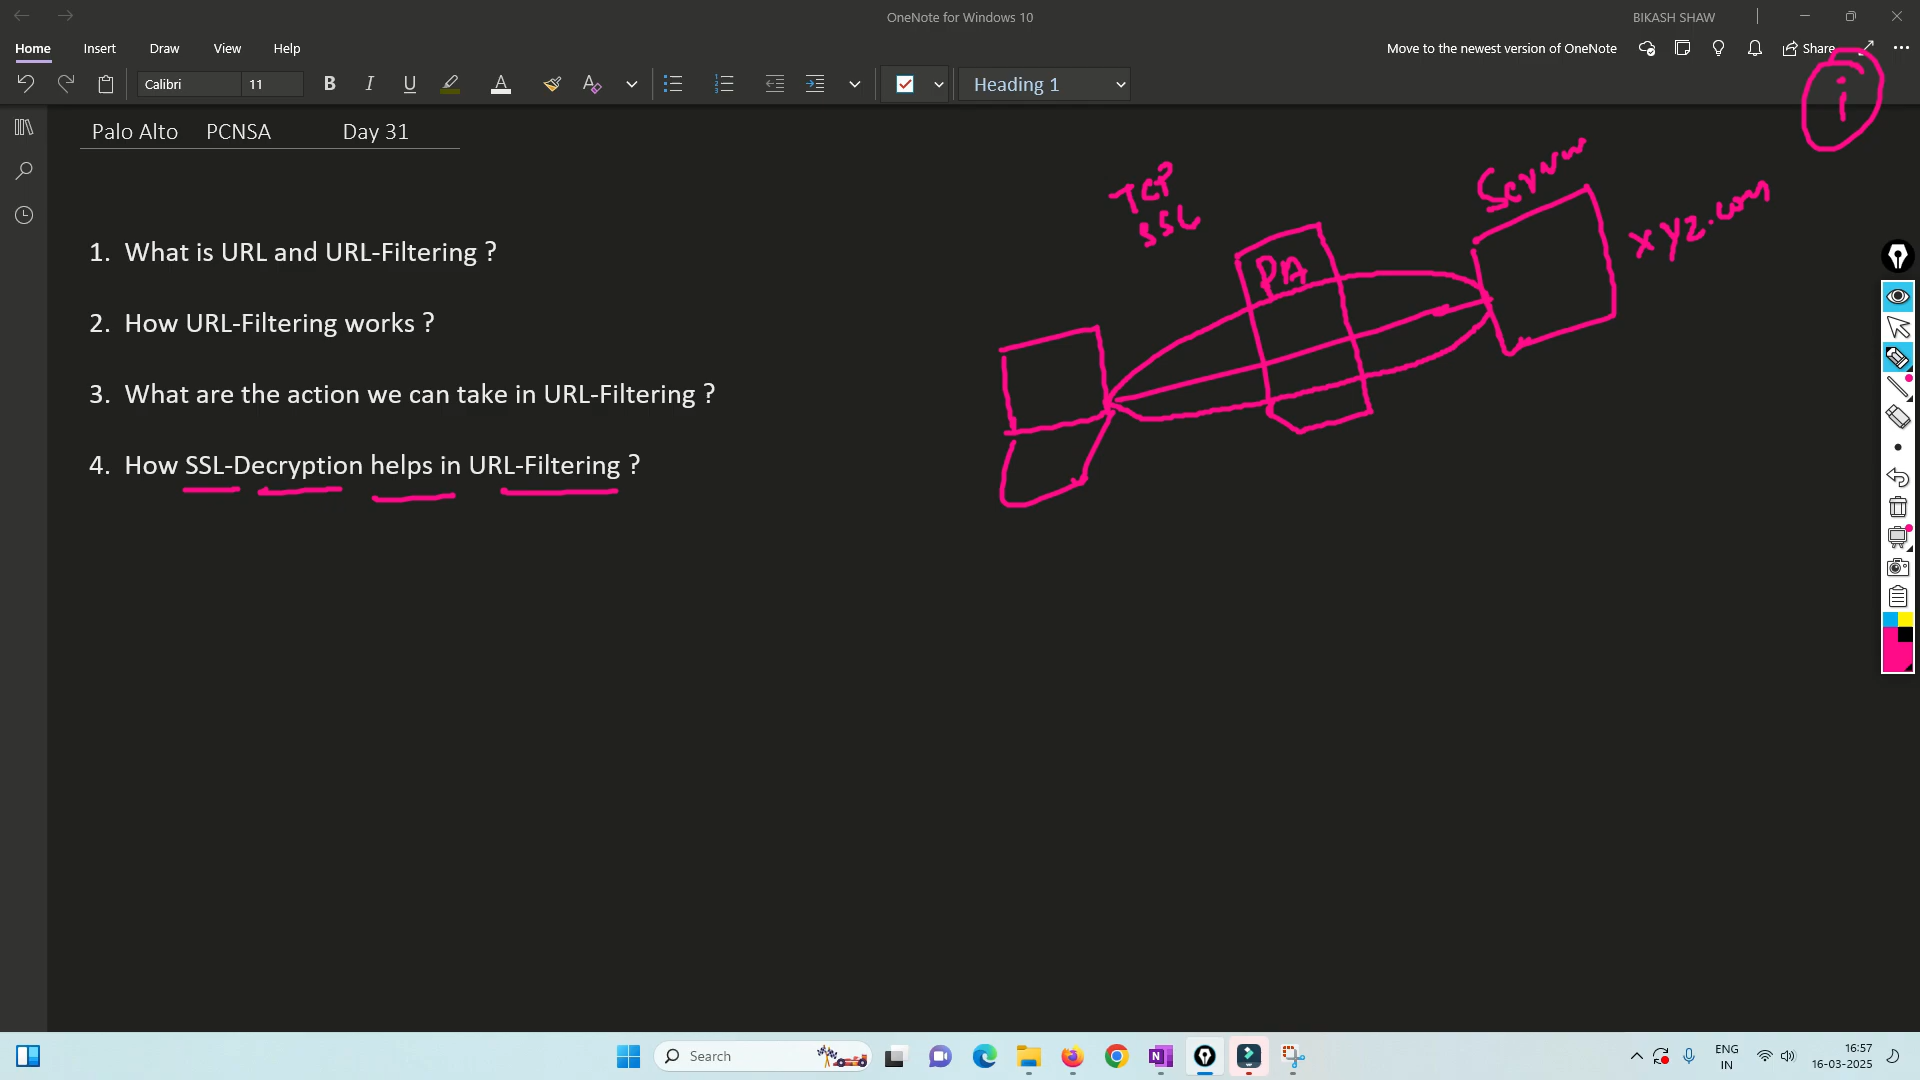 OneNote for Windows 10
BIKASH SHAW
Home Insert Draw View Help
Move to the newest version of OneNote
Share
Calibri 11 B I U A A Heading 1
i
Palo Alto PCNSA Day 31
TCP
SSL
Server
xyz.com
PA
1. What is URL and URL-Filtering ?
2. How URL-Filtering works ?
3. What are the action we can take in URL-Filtering ?
4. How SSL-Decryption helps in URL-Filtering ?
Search
ENG
IN
16:57
16-03-2025